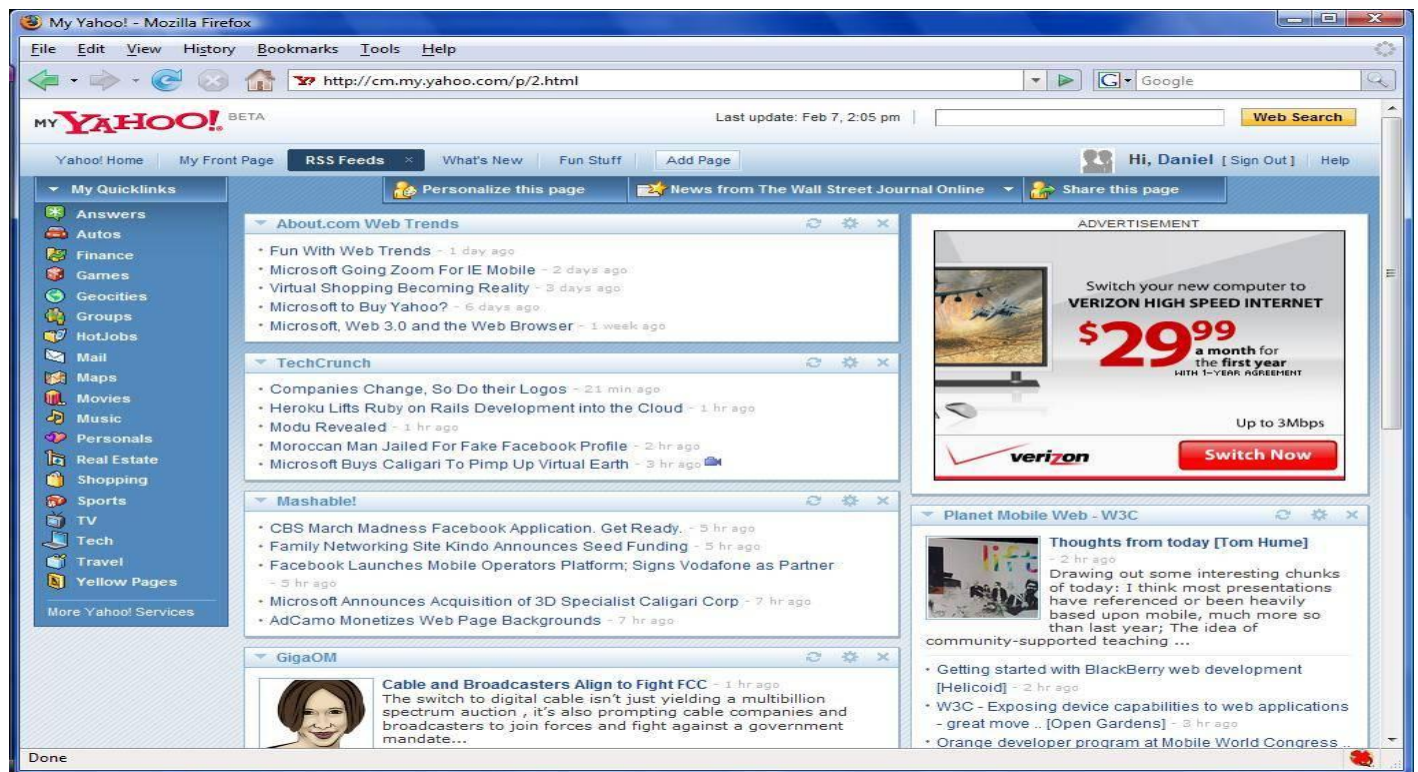 My Yahoo! - Mozilla Firefox
File Edit View History Bookmarks Tools Help
http://cm.my.yahoo.com/p/2.html
G Google
MY YAHOO! BETA
Last update: Feb 7, 2:05 pm
Web Search
Yahoo! Home My Front Page RSS Feeds × What's New Fun Stuff Add Page
Hi, Daniel [ Sign Out ] Help
My Quicklinks
Personalize this page News from The Wall Street Journal Online Share this page
Answers
Autos
Finance
Games
Geocities
Groups
HotJobs
Mail
Maps
Movies
Music
Personals
Real Estate
Shopping
Sports
TV
Tech
Travel
Yellow Pages
More Yahoo! Services
About.com Web Trends
• Fun With Web Trends - 1 day ago
• Microsoft Going Zoom For IE Mobile - 2 days ago
• Virtual Shopping Becoming Reality - 3 days ago
• Microsoft to Buy Yahoo? - 6 days ago
• Microsoft, Web 3.0 and the Web Browser - 1 week ago
TechCrunch
• Companies Change, So Do their Logos - 21 min ago
• Heroku Lifts Ruby on Rails Development into the Cloud - 1 hr ago
• Modu Revealed - 1 hr ago
• Moroccan Man Jailed For Fake Facebook Profile - 2 hr ago
• Microsoft Buys Caligari To Pimp Up Virtual Earth - 3 hr ago
Mashable!
• CBS March Madness Facebook Application. Get Ready. - 5 hr ago
• Family Networking Site Kindo Announces Seed Funding - 5 hr ago
• Facebook Launches Mobile Operators Platform; Signs Vodafone as Partner
- 5 hr ago
• Microsoft Announces Acquisition of 3D Specialist Caligari Corp - 7 hr ago
• AdCamo Monetizes Web Page Backgrounds - 7 hr ago
GigaOM
Cable and Broadcasters Align to Fight FCC - 1 hr ago
The switch to digital cable isn't just yielding a multibillion
spectrum auction , it's also prompting cable companies and
broadcasters to join forces and fight against a government
mandate...
ADVERTISEMENT
Switch your new computer to
VERIZON HIGH SPEED INTERNET
$29 99
a month for
the first year
WITH 1-YEAR AGREEMENT
Up to 3Mbps
verizon
Switch Now
Planet Mobile Web - W3C
Thoughts from today [Tom Hume]
- 2 hr ago
Drawing out some interesting chunks
of today: I think most presentations
have referenced or been heavily
based upon mobile, much more so
than last year; The idea of
community-supported teaching ...
• Getting started with BlackBerry web development
[Helicoid] - 2 hr ago
• W3C - Exposing device capabilities to web applications
- great move .. [Open Gardens] - 3 hr ago
• Orange developer program at Mobile World Congress ..
Done